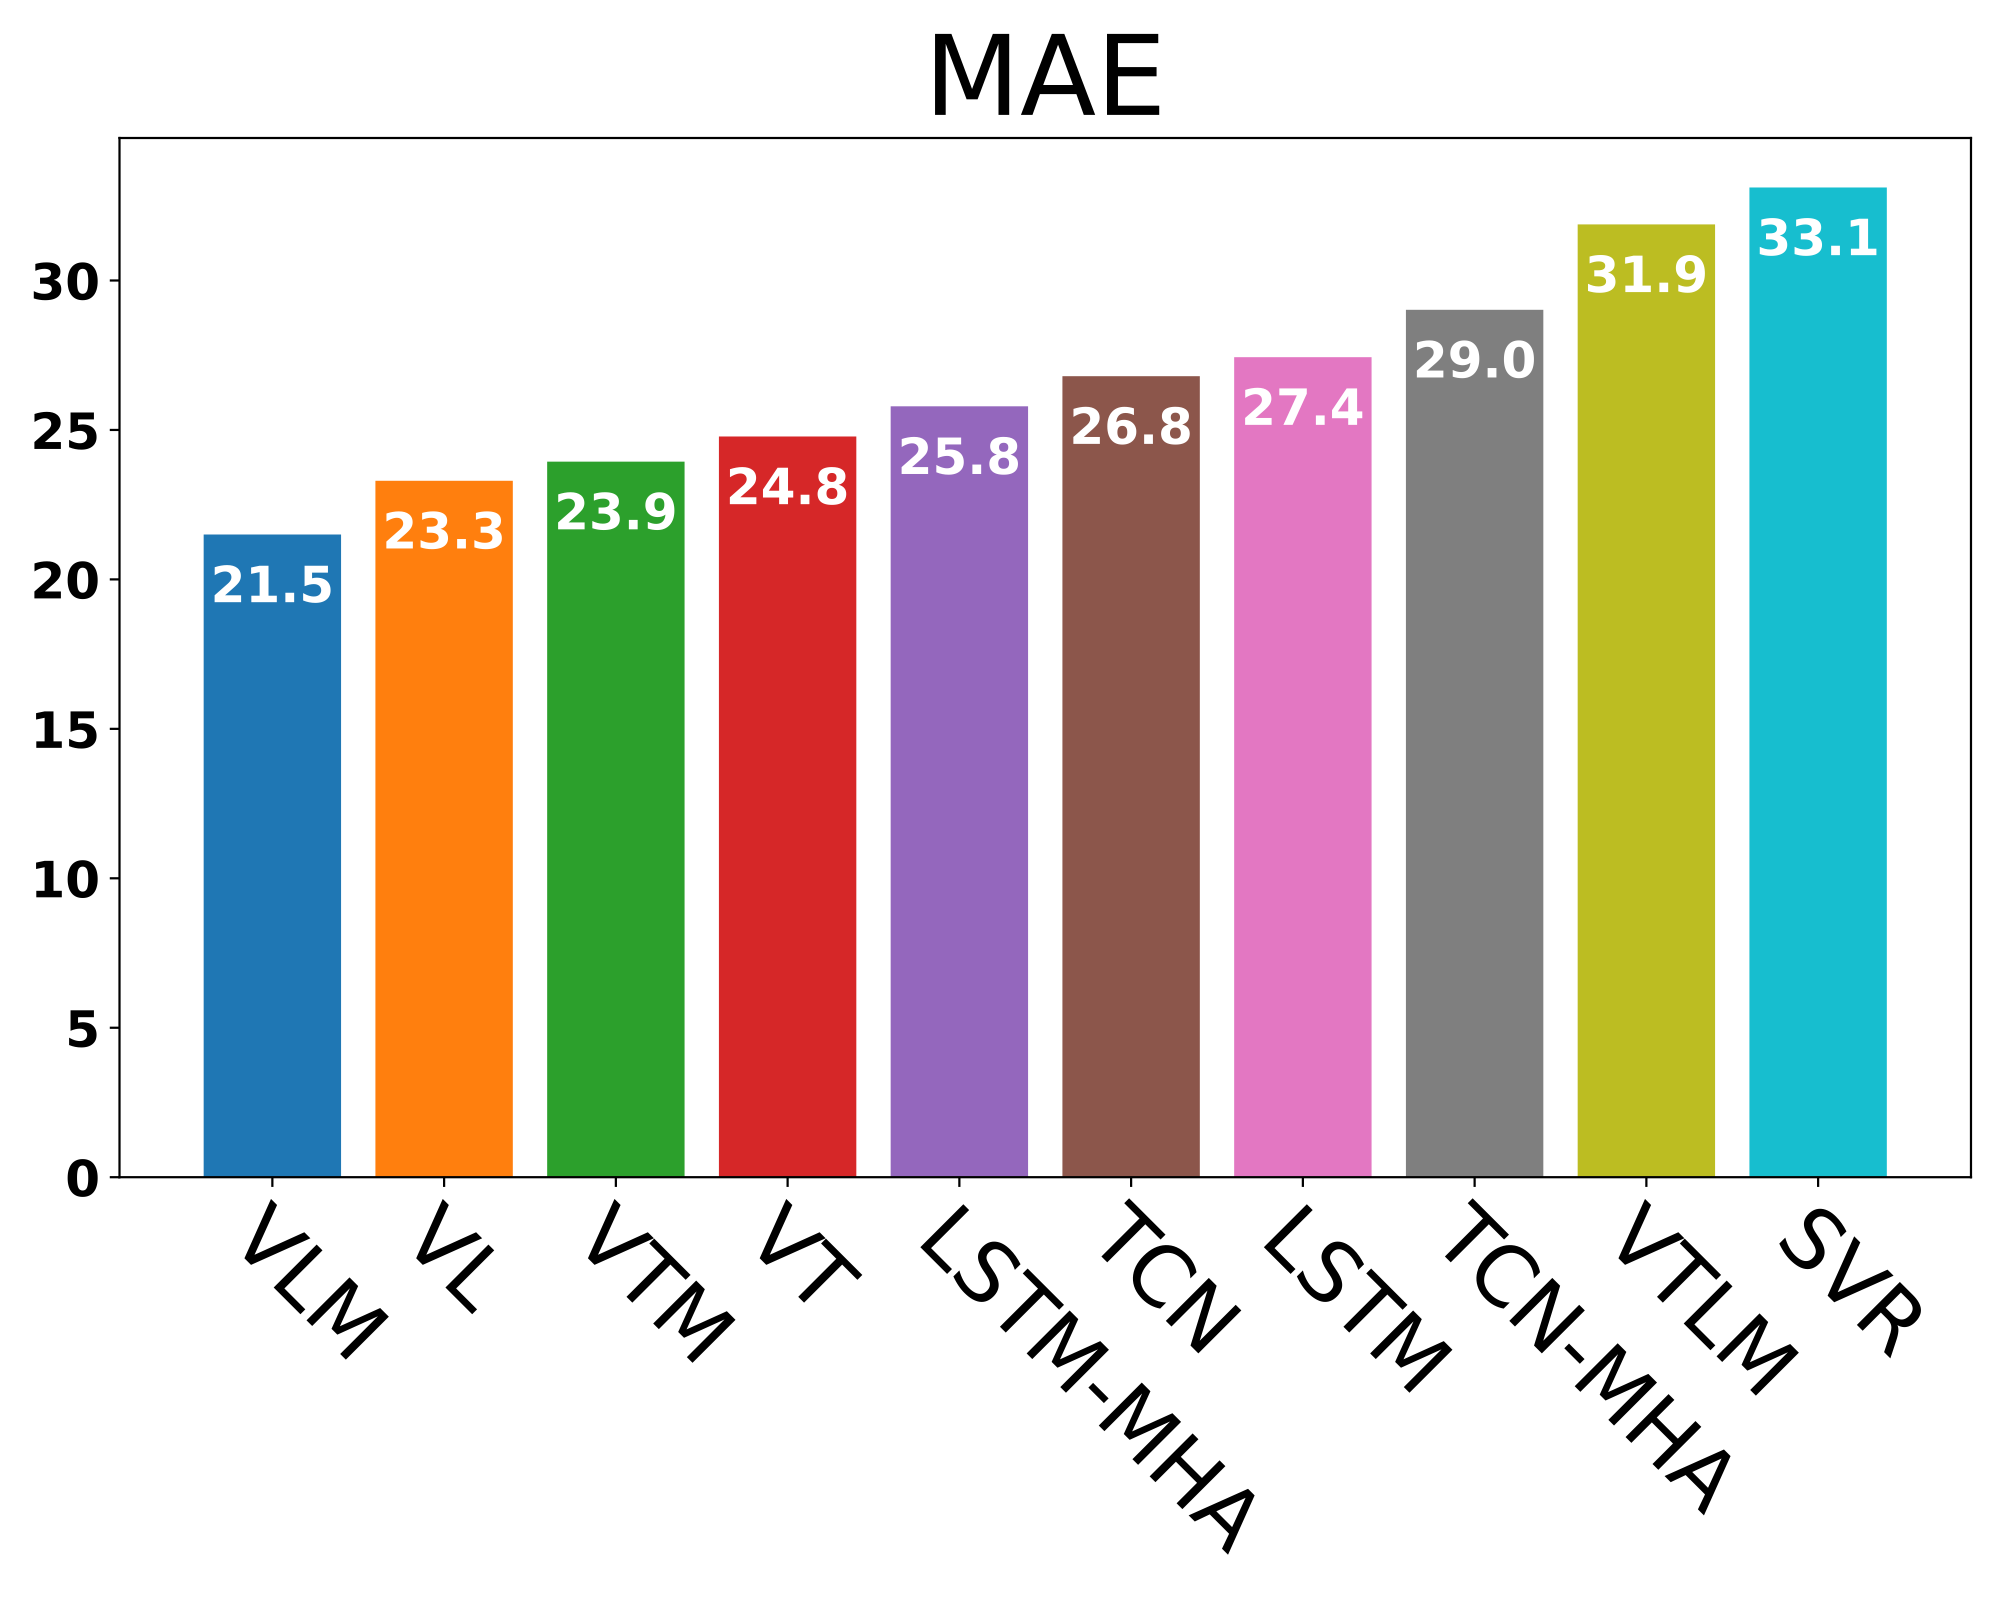 MAE
30
25
20
15
10
5
0
21.5
23.3
23.9
24.8
25.8
26.8
27.4
29.0
31.9
33.1
VLM
VL
VTM
VT
LSTM-MHA
TCN
LSTM
TCN-MHA
VTLM
SVR